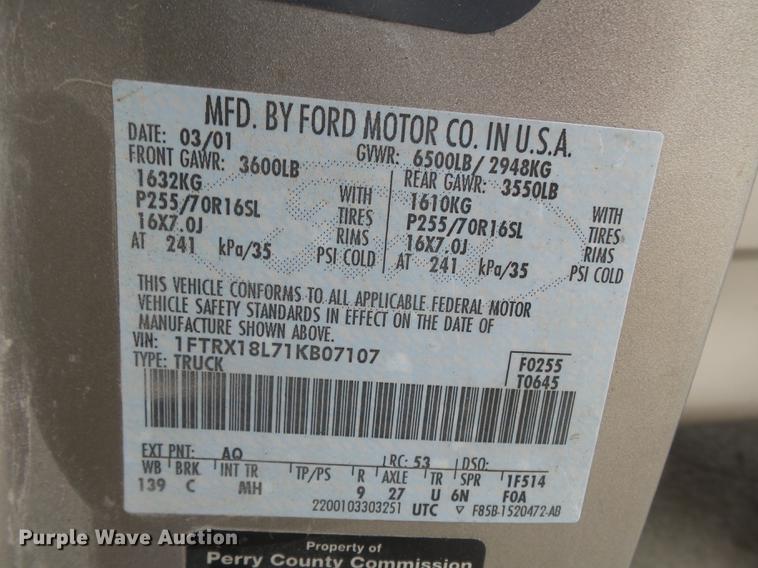 MFD. BY FORD MOTOR CO. IN U.S.A.
DATE: 03/01 GVWR: 6500LB/ 2948KG
FRONT GAWR: 3600LB REAR GAWR: 3550LB
1632KG WITH 1610KG WITH
P255/70R16SL TIRES P255/70R16SL TIRES
16X7.0J RIMS 16X7.0J RIMS
AT 241 kPa/35 PSI COLD AT 241 kPa/35 PSI COLD
THIS VEHICLE CONFORMS TO ALL APPLICABLE FEDERAL MOTOR
VEHICLE SAFETY STANDARDS IN EFFECT ON THE DATE OF
MANUFACTURE SHOWN ABOVE.
VIN: 1FTRX18L71KB07107
TYPE: TRUCK
F0255
T0645
EXT PNT: AQ RC: 53 DSO:
WB BRK INT TR TP/PS R AXLE TR SPR 1F514
139 C MH 9 27 U 6N F0A
2200103303251 UTC ▽ F85B-1520472-AB
Purple Wave Auction
Property of
Perry County Commission